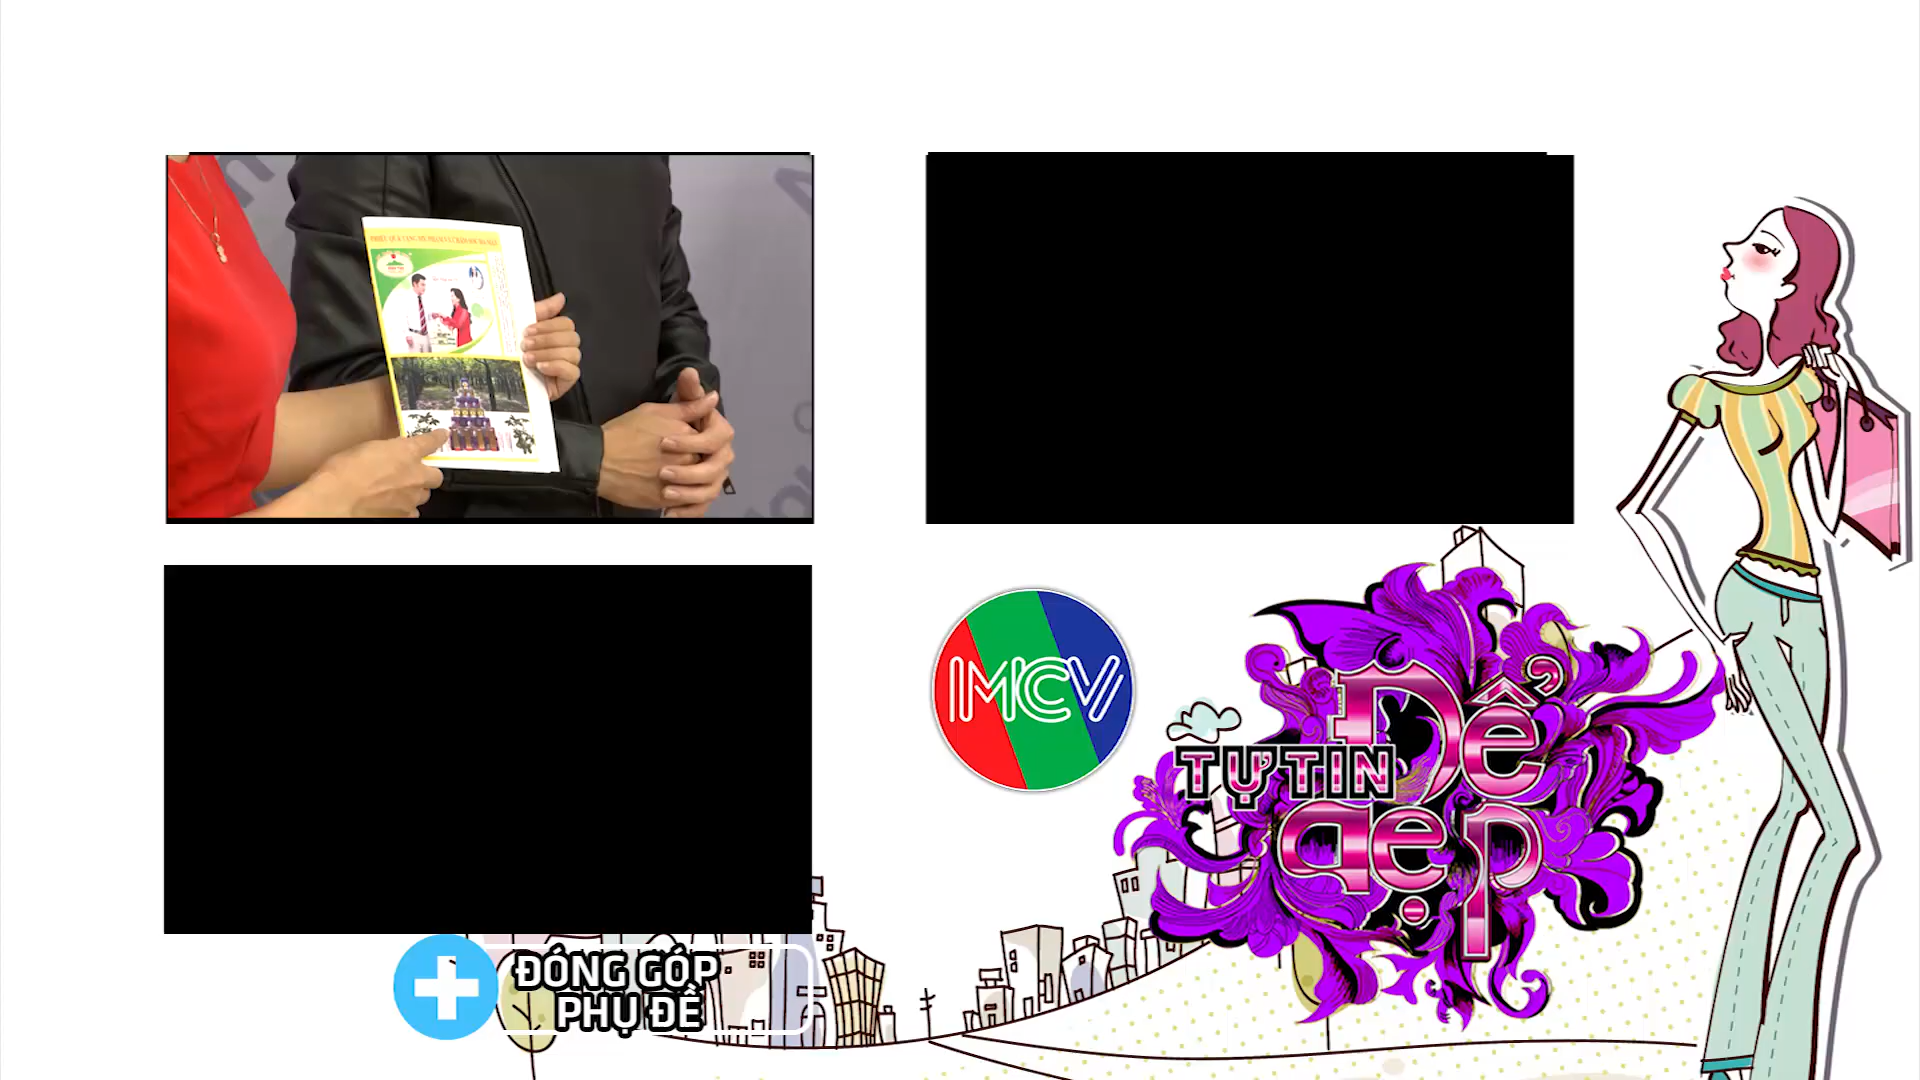 MCV
TỰ TIN
Để
đẹp
ĐÓNG GÓP
PHỤ ĐỀ